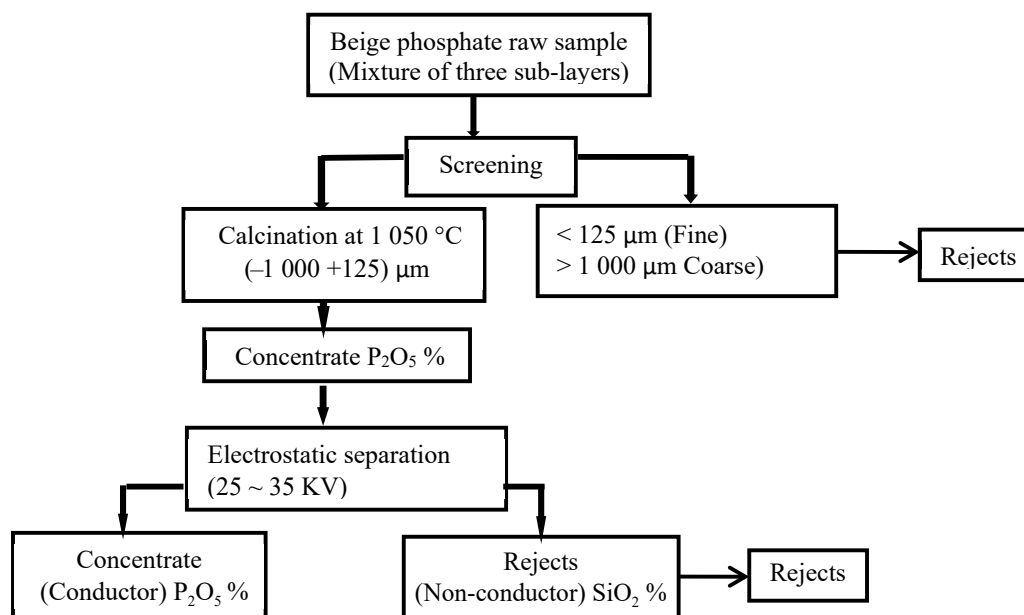 Beige phosphate raw sample
(Mixture of three sub-layers)
Screening
Calcination at 1 050 °C
(–1 000 +125) μm
< 125 μm (Fine)
> 1 000 μm Coarse)
Rejects
Concentrate P₂O₅ %
Electrostatic separation
(25 ~ 35 KV)
Concentrate
(Conductor) P₂O₅ %
Rejects
(Non-conductor) SiO₂ %
Rejects